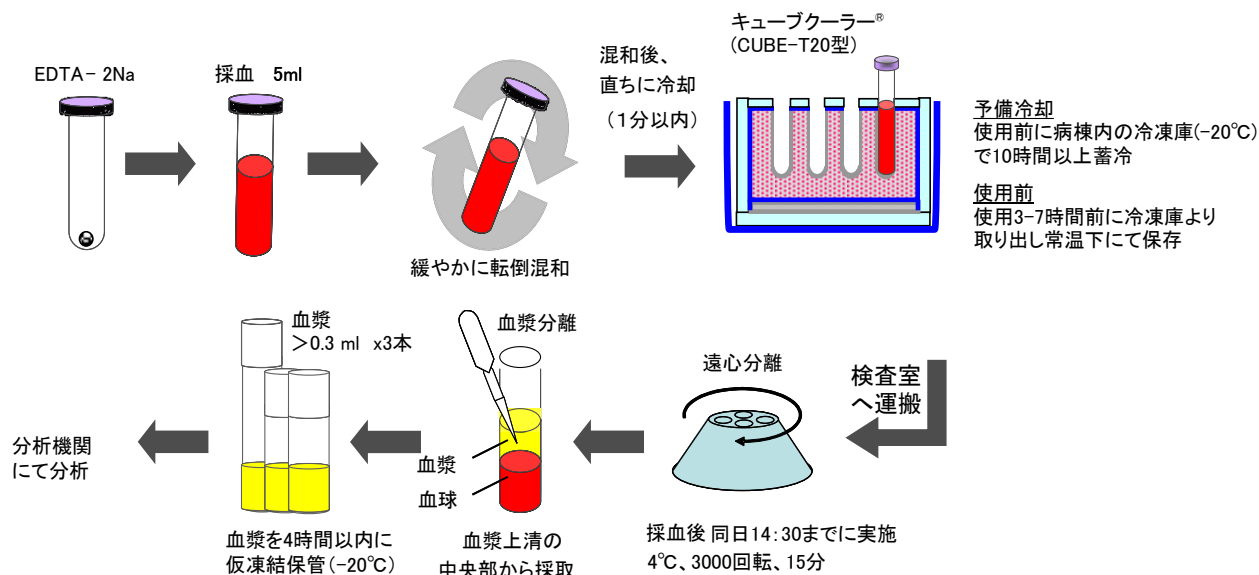 EDTA- 2Na
採血 5ml
緩やかに転倒混和
混和後、
直ちに冷却
(1分以内)
キューブクーラー®
(CUBE-T20型)
予備冷却
使用前に病棟内の冷凍庫(-20℃)
で10時間以上蓄冷
使用前
使用3-7時間前に冷凍庫より
取り出し常温下にて保存
検査室
へ運搬
遠心分離
採血後 同日14:30までに実施
4℃、3000回転、15分
血漿分離
血漿
血球
血漿上清の
中央部から採取
血漿
>0.3 ml x3本
血漿を4時間以内に
仮凍結保管(-20℃)
分析機関
にて分析